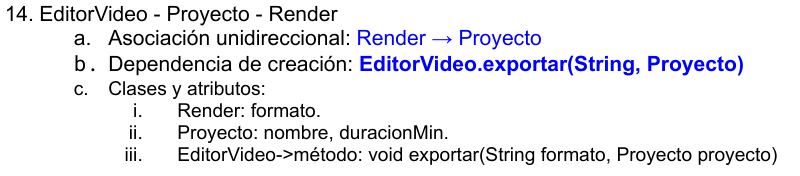 14. EditorVideo - Proyecto - Render
a. Asociación unidireccional: Render → Proyecto
b. Dependencia de creación: EditorVideo.exportar(String, Proyecto)
c. Clases y atributos:
i. Render: formato.
ii. Proyecto: nombre, duracionMin.
iii. EditorVideo->método: void exportar(String formato, Proyecto proyecto)